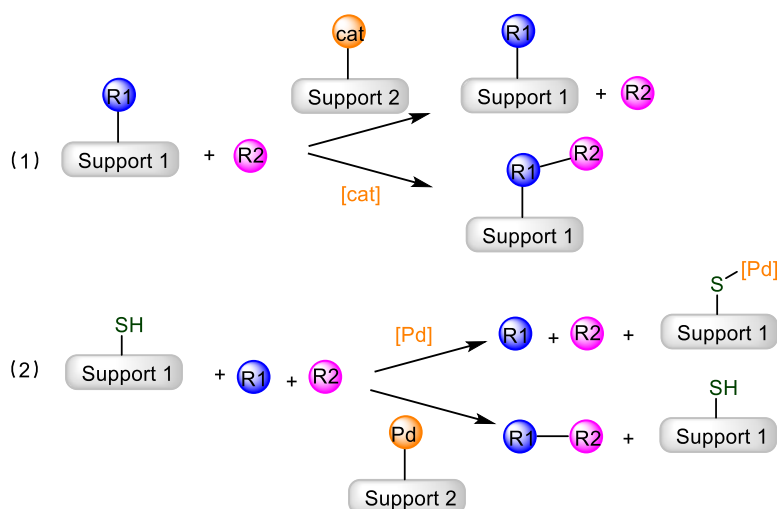 cat
R1
R1
Support 2
Support 1
+ R2
(1)
Support 1
+ R2
R2
R1
[cat]
Support 1
[Pd]
S
SH
[Pd]
R1 + R2 +
Support 1
(2)
Support 1
+ R1 + R2
SH
Pd
R1 R2 +
Support 1
Support 2